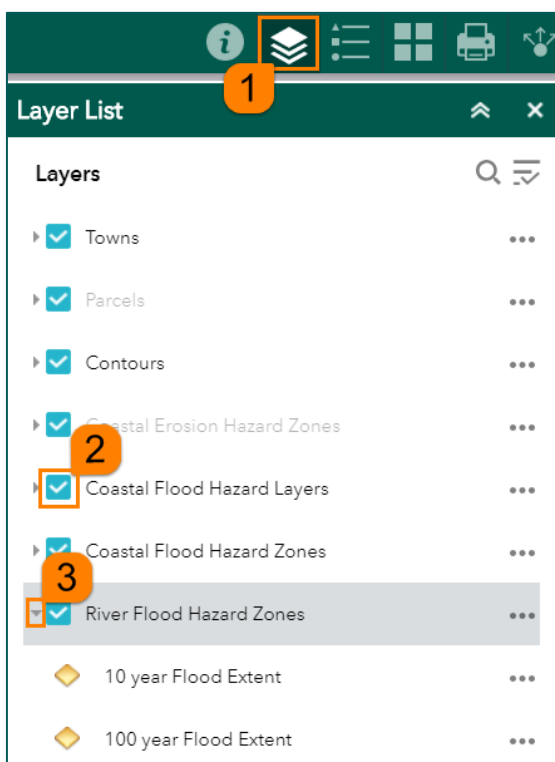 i
1
Layer List
Layers
Towns
Parcels
Contours
Coastal Erosion Hazard Zones
2
Coastal Flood Hazard Layers
Coastal Flood Hazard Zones
3
River Flood Hazard Zones
10 year Flood Extent
100 year Flood Extent